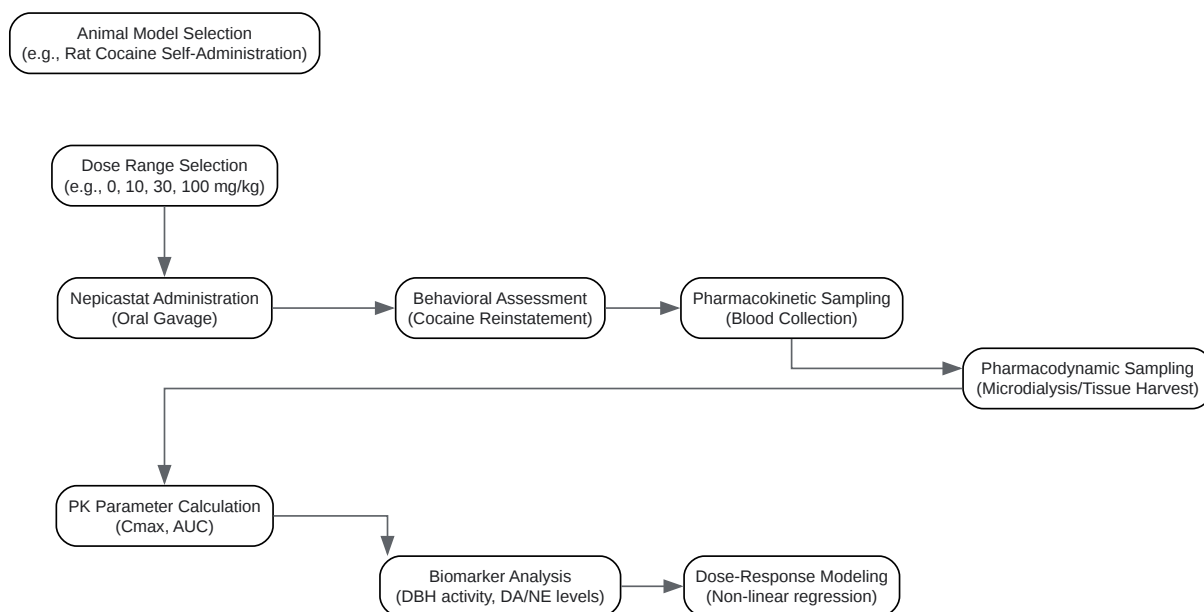 Animal Model Selection
(e.g., Rat Cocaine Self-Administration)
Dose Range Selection
(e.g., 0, 10, 30, 100 mg/kg)
Nepicastat Administration
(Oral Gavage)
Behavioral Assessment
(Cocaine Reinstatement)
Pharmacokinetic Sampling
(Blood Collection)
Pharmacodynamic Sampling
(Microdialysis/Tissue Harvest)
PK Parameter Calculation
(Cmax, AUC)
Biomarker Analysis
(DBH activity, DA/NE levels)
Dose-Response Modeling
(Non-linear regression)